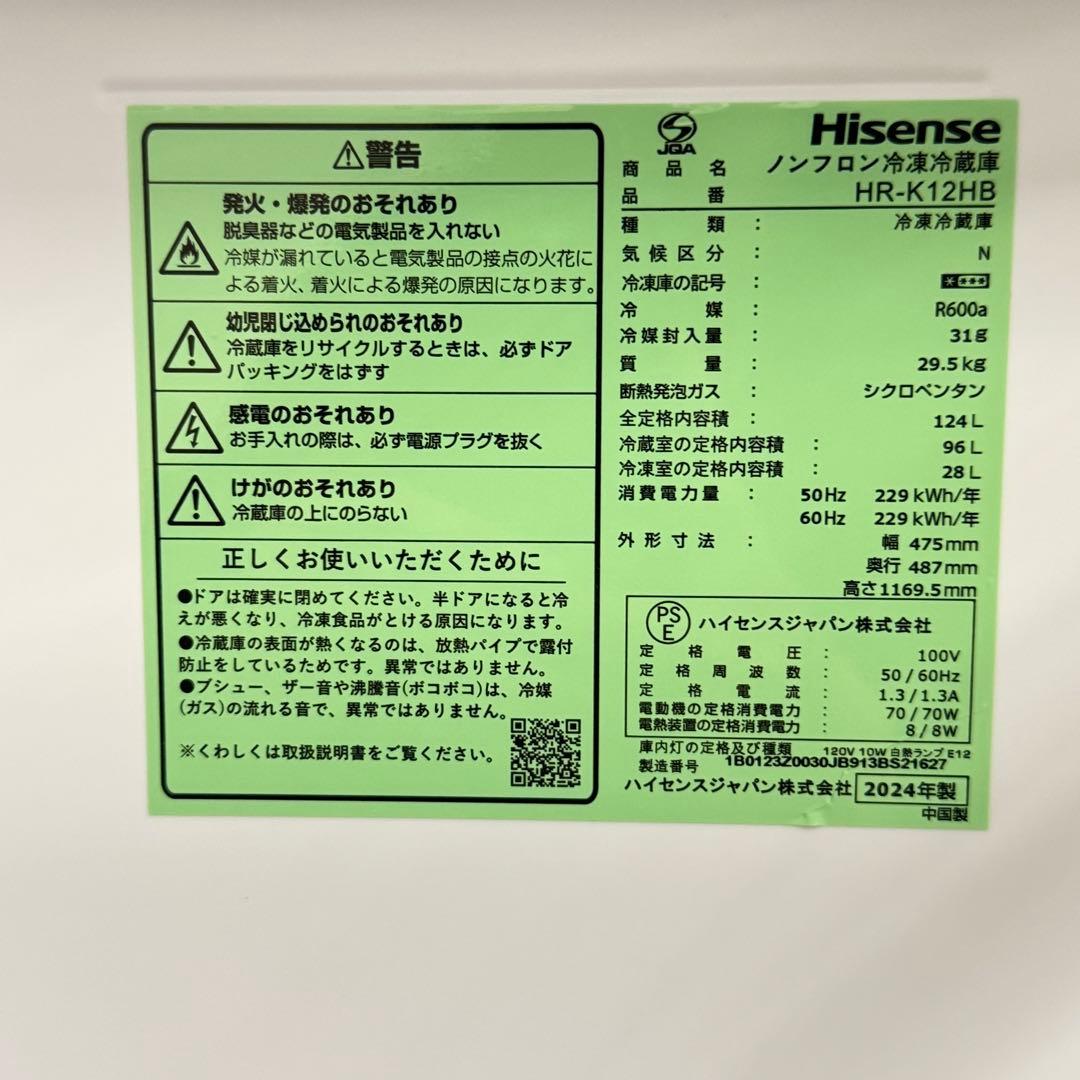 ⚠警告
発火・爆発のおそれあり
脱臭器などの電気製品を入れない
冷媒が漏れていると電気製品の接点の火花に
よる着火、着火による爆発の原因になります。
幼児閉じ込められのおそれあり
冷蔵庫をリサイクルするときは、必ずドア
パッキングをはずす
感電のおそれあり
お手入れの際は、必ず電源プラグを抜く
けがのおそれあり
冷蔵庫の上にのらない
正しくお使いいただくために
●ドアは確実に閉めてください。半ドアになると冷
えが悪くなり、冷凍食品がとける原因になります。
●冷蔵庫の表面が熱くなるのは、放熱パイプで露付
防止をしているためです。異常ではありません。
●プシュー、ザー音や沸騰音(ポコポコ)は、冷媒
(ガス)の流れる音で、異常ではありません。
※くわしくは取扱説明書をご覧ください。
JQA
Hisense
商品名 ノンフロン冷凍冷蔵庫
品番 HR-K12HB
種類： 冷凍冷蔵庫
気候区分： N
冷凍庫の記号： ****
冷媒： R600a
冷媒封入量： 31g
質量： 29.5kg
断熱発泡ガス： シクロペンタン
全定格内容積： 124L
冷蔵室の定格内容積： 96L
冷凍室の定格内容積： 28L
消費電力量： 50Hz 229kWh/年
60Hz 229kWh/年
外形寸法： 幅 475mm
奥行 487mm
高さ1169.5mm
PSE ハイセンスジャパン株式会社
定格電圧： 100V
定格周波数： 50/60Hz
定格電流： 1.3/1.3A
電動機の定格消費電力： 70/70W
電熱装置の定格消費電力： 8/8W
庫内灯の定格及び種類 120V 10W 白熱ランプ E12
製造番号 1B0123Z0030JB913BS21627
ハイセンスジャパン株式会社 2024年製
中国製